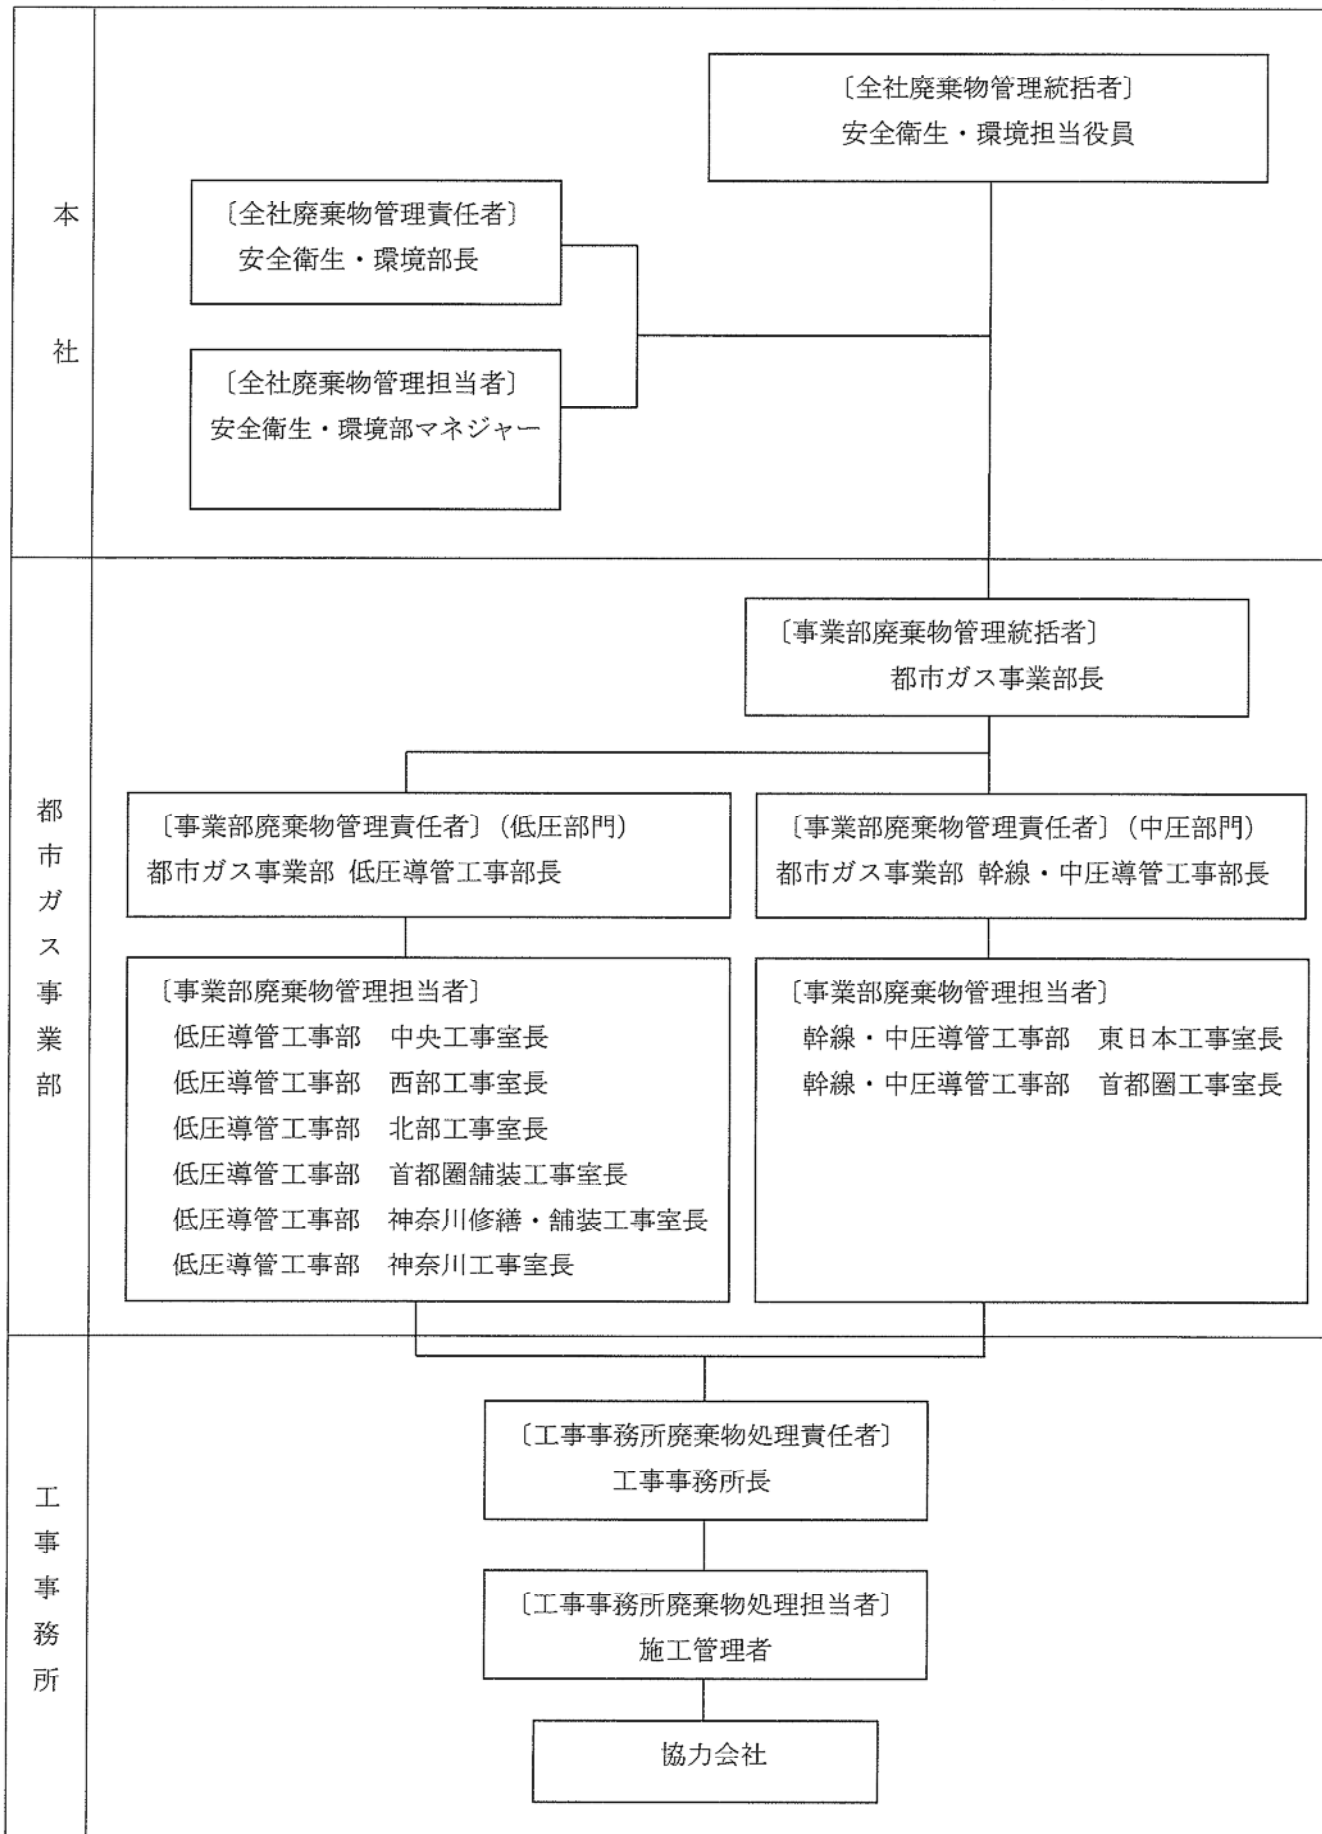 本社
〔全社廃棄物管理統括者〕
安全衛生・環境担当役員
〔全社廃棄物管理責任者〕
安全衛生・環境部長
〔全社廃棄物管理担当者〕
安全衛生・環境部マネジャー
都市ガス事業部
〔事業部廃棄物管理統括者〕
都市ガス事業部長
〔事業部廃棄物管理責任者〕(低圧部門)
都市ガス事業部 低圧導管工事部長
〔事業部廃棄物管理責任者〕(中圧部門)
都市ガス事業部 幹線・中圧導管工事部長
〔事業部廃棄物管理担当者〕
低圧導管工事部 中央工事室長
低圧導管工事部 西部工事室長
低圧導管工事部 北部工事室長
低圧導管工事部 首都圏舗装工事室長
低圧導管工事部 神奈川修繕・舗装工事室長
低圧導管工事部 神奈川工事室長
〔事業部廃棄物管理担当者〕
幹線・中圧導管工事部 東日本工事室長
幹線・中圧導管工事部 首都圏工事室長
工事事務所
〔工事事務所廃棄物処理責任者〕
工事事務所長
〔工事事務所廃棄物処理担当者〕
施工管理者
協力会社